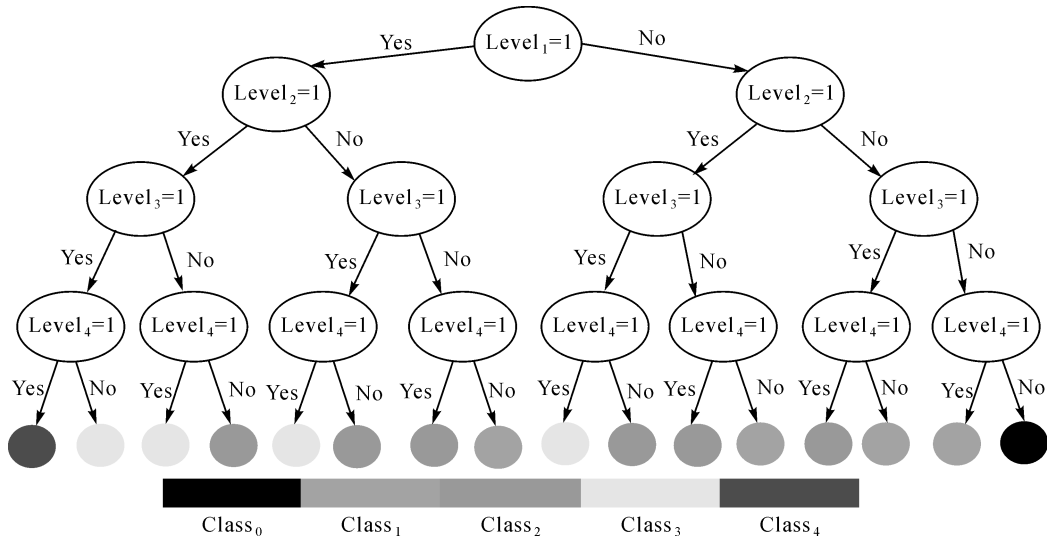 Level₁=1
Yes No
Level₂=1 Level₂=1
Yes No Yes No
Level₃=1 Level₃=1 Level₃=1 Level₃=1
Yes No Yes No Yes No Yes No
Level₄=1 Level₄=1 Level₄=1 Level₄=1 Level₄=1 Level₄=1 Level₄=1 Level₄=1
Yes No Yes No Yes No Yes No Yes No Yes No Yes No Yes No
Class₀ Class₁ Class₂ Class₃ Class₄